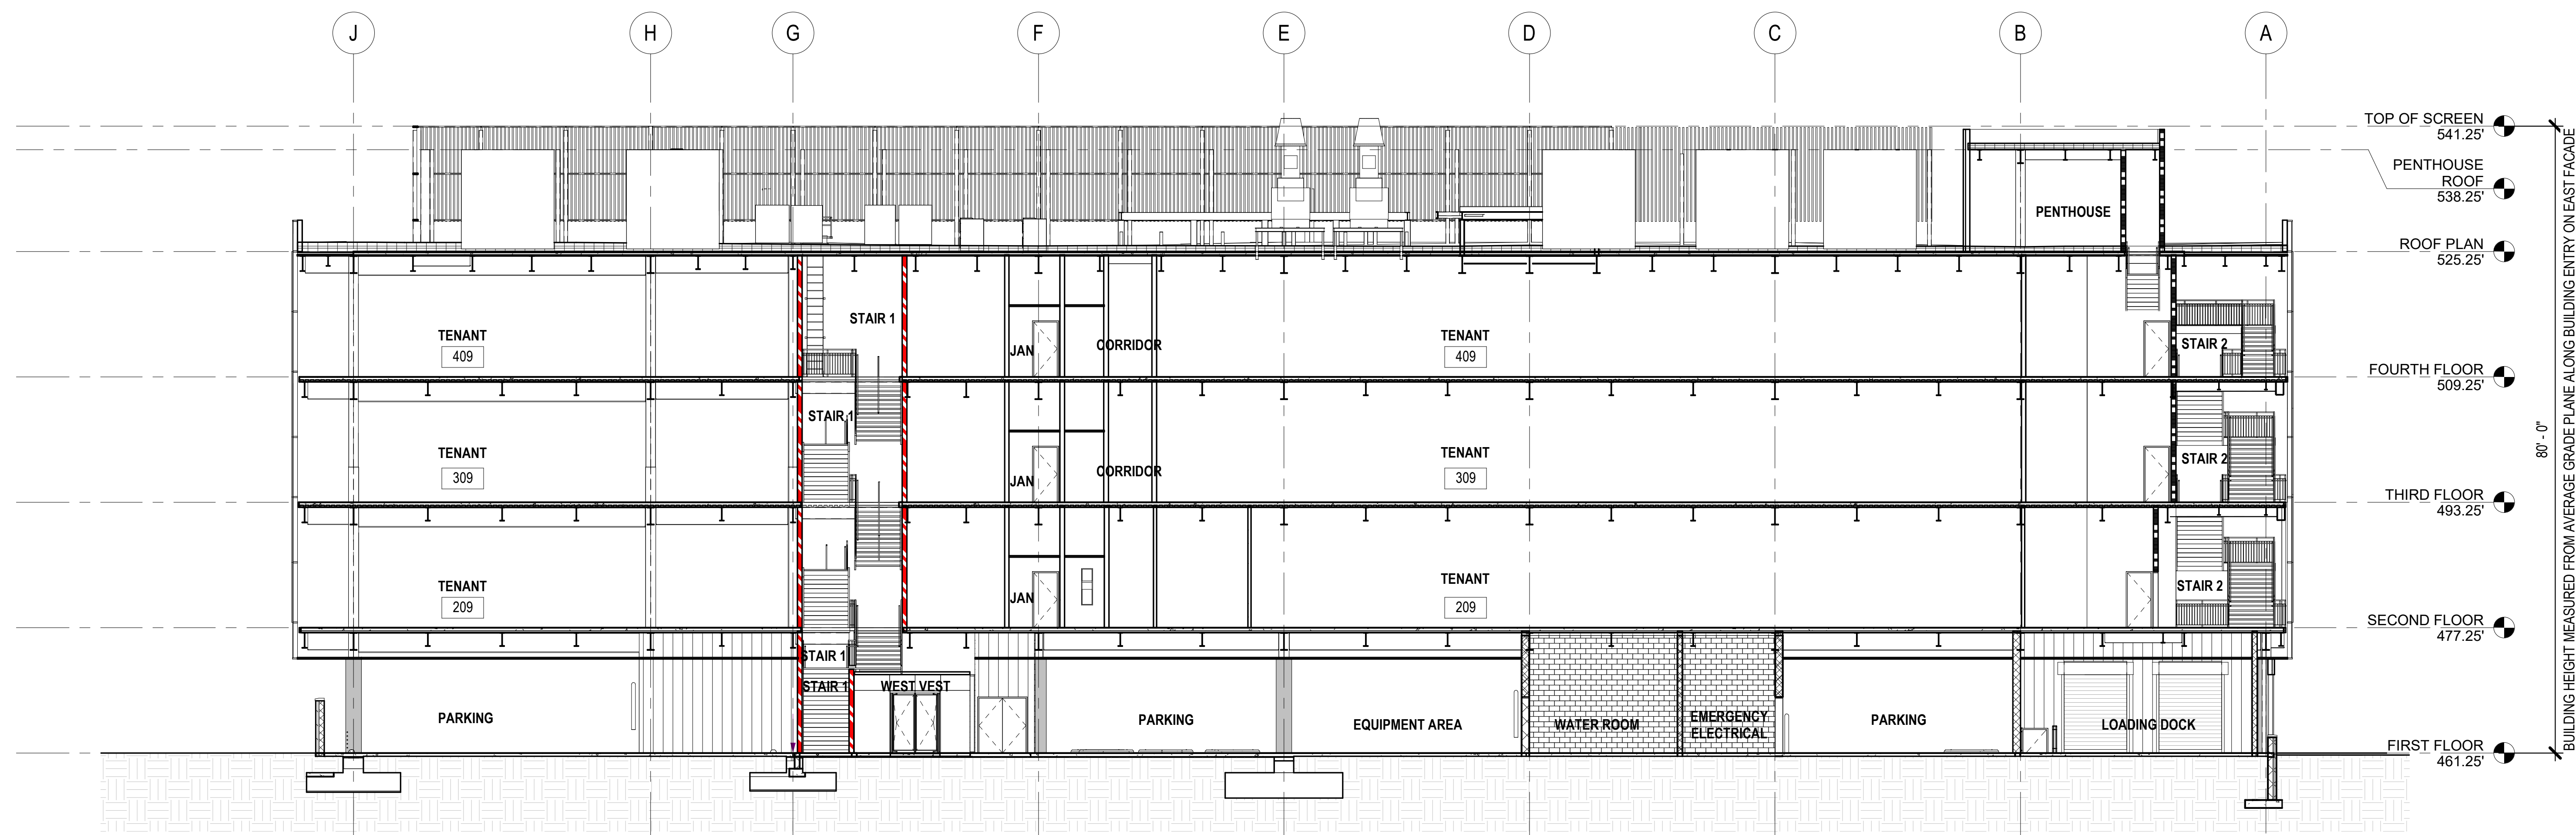 J H G F E D C B A
TOP OF SCREEN
541.25'
PENTHOUSE
ROOF
538.25'
PENTHOUSE
ROOF PLAN
525.25'
STAIR 1
TENANT
409
JAN
CORRIDOR
TENANT
409
STAIR 2
FOURTH FLOOR
509.25'
STAIR 1
TENANT
309
JAN
CORRIDOR
TENANT
309
STAIR 2
THIRD FLOOR
493.25'
TENANT
209
JAN
TENANT
209
STAIR 2
SECOND FLOOR
477.25'
STAIR 1
STAIR 1
WEST VEST
PARKING
PARKING
EQUIPMENT AREA
WATER ROOM
EMERGENCY
ELECTRICAL
PARKING
LOADING DOCK
FIRST FLOOR
461.25'
80' - 0"
BUILDING HEIGHT MEASURED FROM AVERAGE GRADE PLANE ALONG BUILDING ENTRY ON EAST FACADE